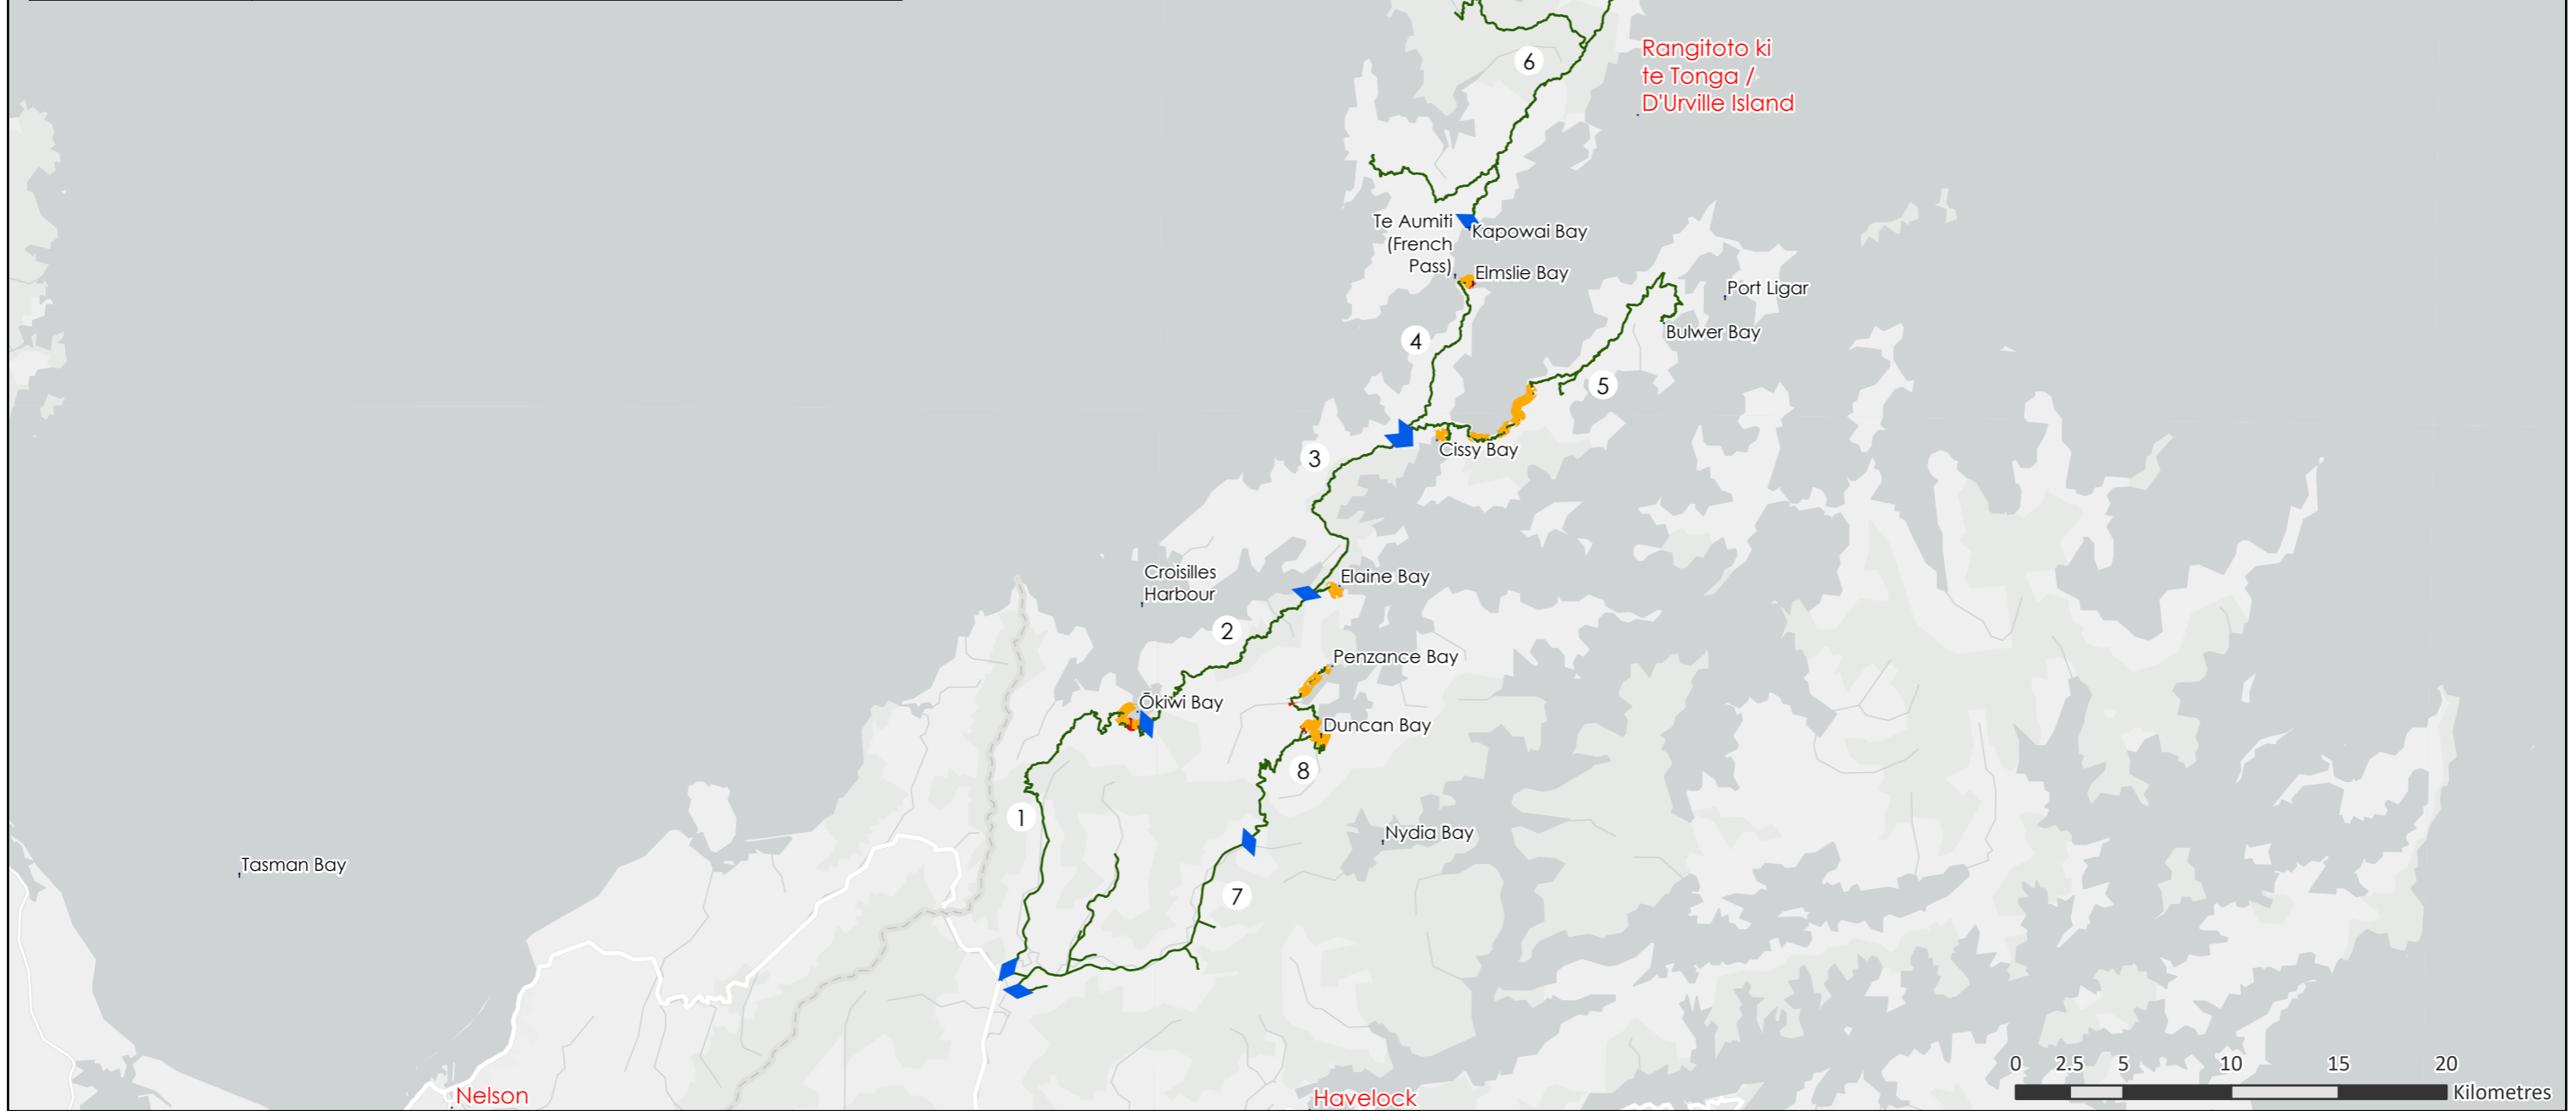 6
Rangitoto ki
te Tonga /
D'Urville Island
Te Aumiti
(French
Pass)
Kapowai Bay
Elmslie Bay
Port Ligar
Bulwer Bay
4
5
Cissy Bay
3
Croisilles
Harbour
Elaine Bay
2
Penzance Bay
Ōkiwi Bay
Duncan Bay
8
1
Nydia Bay
Tasman Bay
7
0 2.5 5 10 15 20
Kilometres
Nelson
Havelock